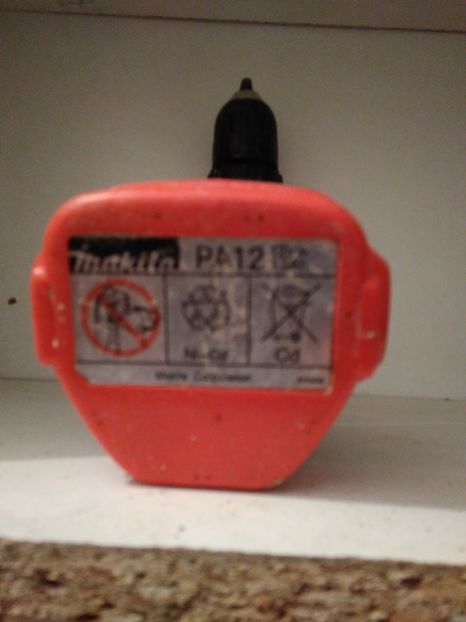 makita PA12
Ni-Cd Cd
Makita Corporation